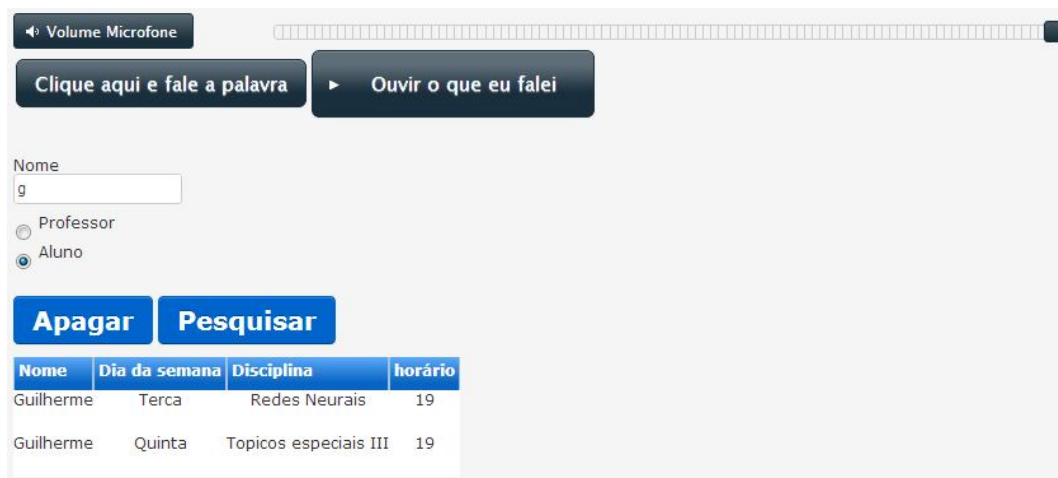 Volume Microfone
Clique aqui e fale a palavra Ouvir o que eu falei
Nome
g
Professor
Aluno
Apagar Pesquisar
Nome Dia da semana Disciplina horário
Guilherme Terca Redes Neurais 19
Guilherme Quinta Topicos especiais III 19